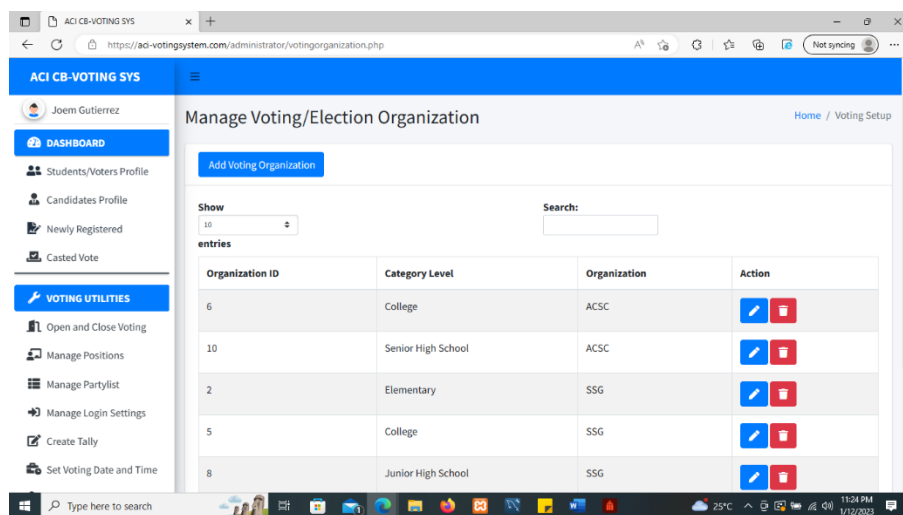 ACI CB-VOTING SYS
https://aci-votingsystem.com/administrator/votingorganization.php
Not syncing
ACI CB-VOTING SYS
Joem Gutierrez
DASHBOARD
Students/Voters Profile
Candidates Profile
Newly Registered
Casted Vote
VOTING UTILITIES
Open and Close Voting
Manage Positions
Manage Partylist
Manage Login Settings
Create Tally
Set Voting Date and Time
Manage Voting/Election Organization
Home / Voting Setup
Add Voting Organization
Show
10
entries
Search:
Organization ID Category Level Organization Action
6 College ACSC
10 Senior High School ACSC
2 Elementary SSG
5 College SSG
8 Junior High School SSG
Type here to search
25°C
11:24 PM
1/12/2023